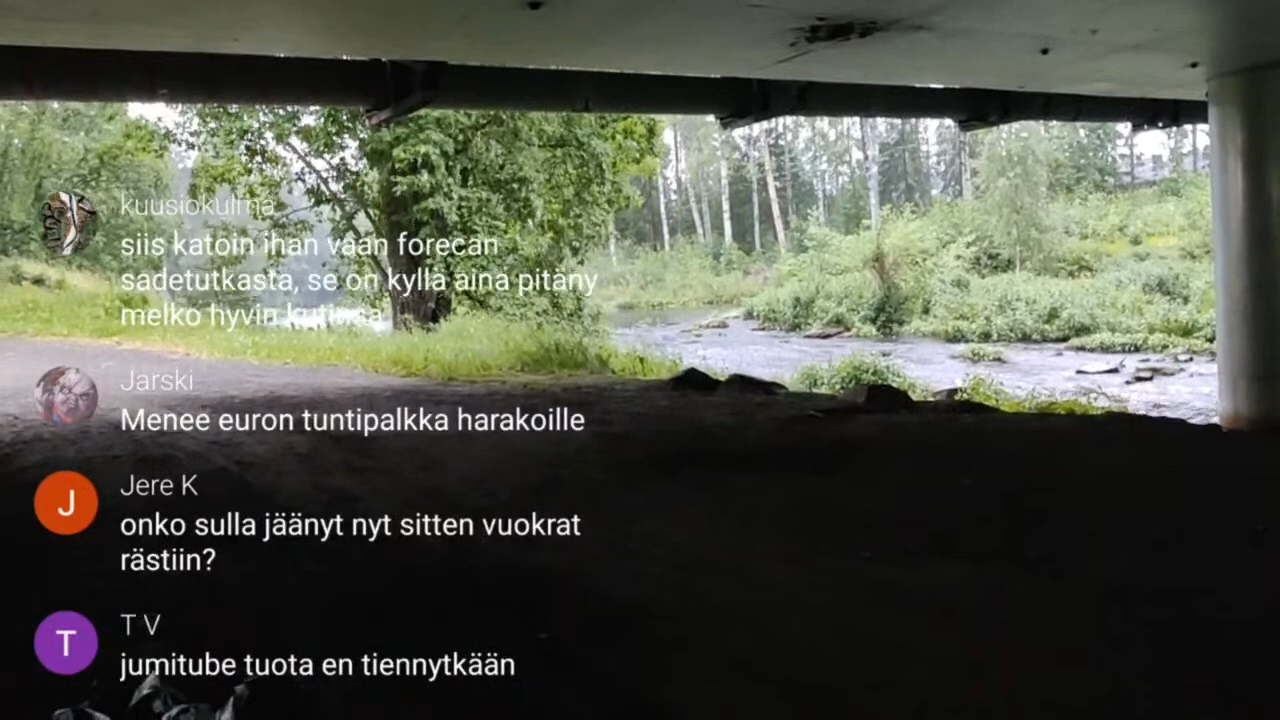 kuusiokulma
siis katoin ihan vaan forecan
sadetutkasta, se on kyllä aina pitäny
melko hyvin kutinsa
Jarski
Menee euron tuntipalkka harakoille
J
Jere K
onko sulla jäänyt nyt sitten vuokrat
rästiin?
T
T V
jumitube tuota en tiennytkään